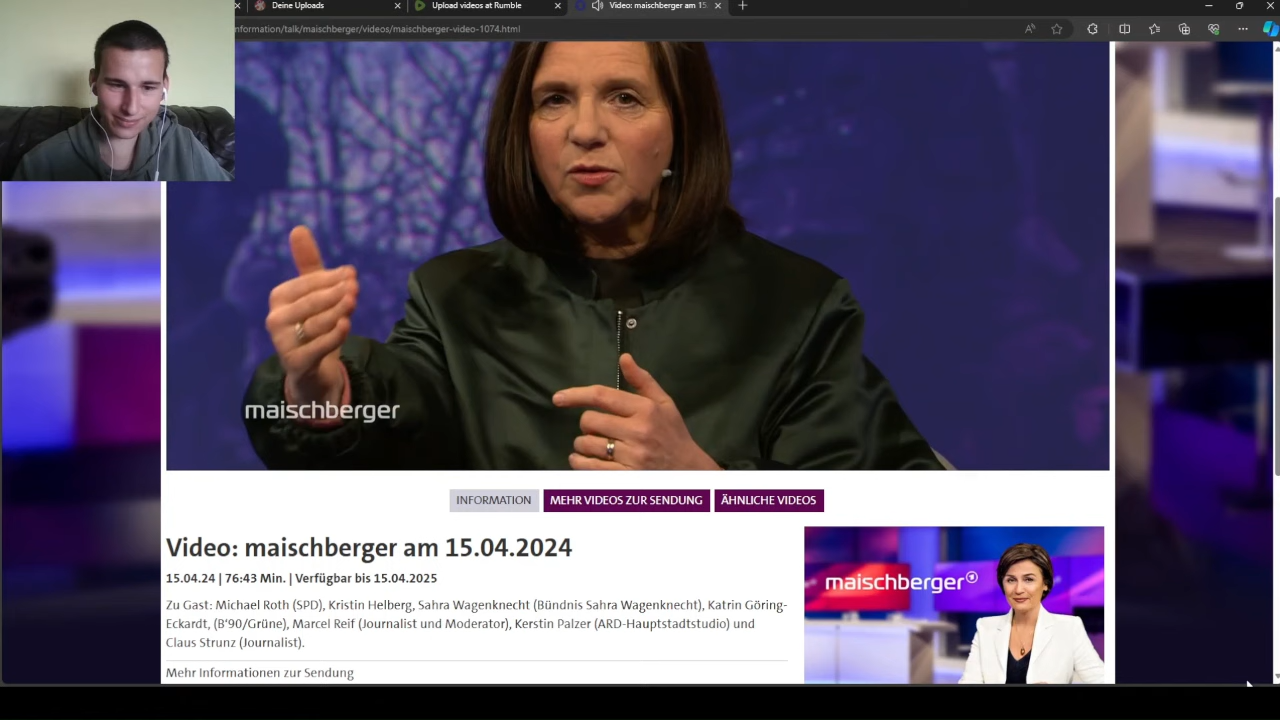 Deine Uploads
Upload videos at Rumble
Video: maischberger am 15.
nformation/talk/maischberger/videos/maischberger-video-1074.html
maischberger
INFORMATION
MEHR VIDEOS ZUR SENDUNG
ÄHNLICHE VIDEOS
Video: maischberger am 15.04.2024
15.04.24 | 76:43 Min. | Verfügbar bis 15.04.2025
Zu Gast: Michael Roth (SPD), Kristin Helberg, Sahra Wagenknecht (Bündnis Sahra Wagenknecht), Katrin Göring-
Eckardt, (B‘90/Grüne), Marcel Reif (Journalist und Moderator), Kerstin Palzer (ARD-Hauptstadtstudio) und
Claus Strunz (Journalist).
Mehr Informationen zur Sendung
maischberger